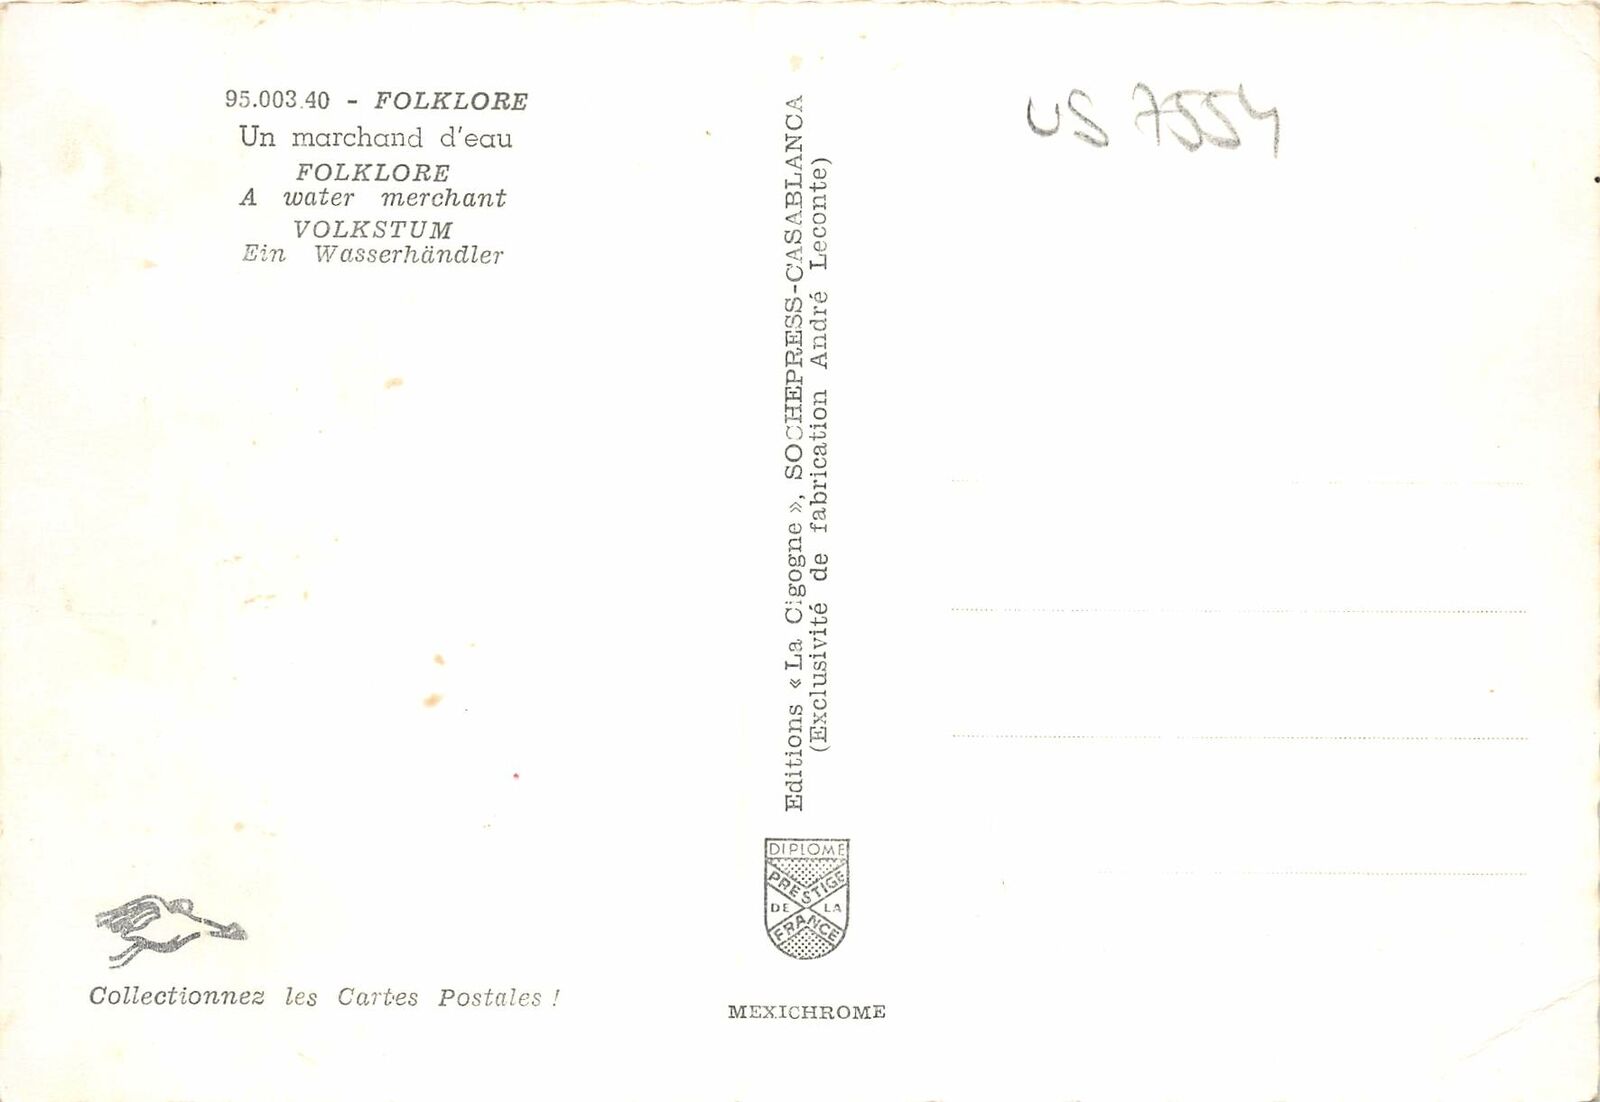 95.003.40 - FOLKLORE
Un marchand d'eau
FOLKLORE
A water merchant
VOLKSTUM
Ein Wasserhändler
Collectionnez les Cartes Postales !
Editions « La Cigogne », SOCHEPRESS-CASABLANCA
(Exclusivité de fabrication André Leconte)
DIPLOME
PRESTIGE
DE LA
FRANCE
MEXICHROME
US 7554